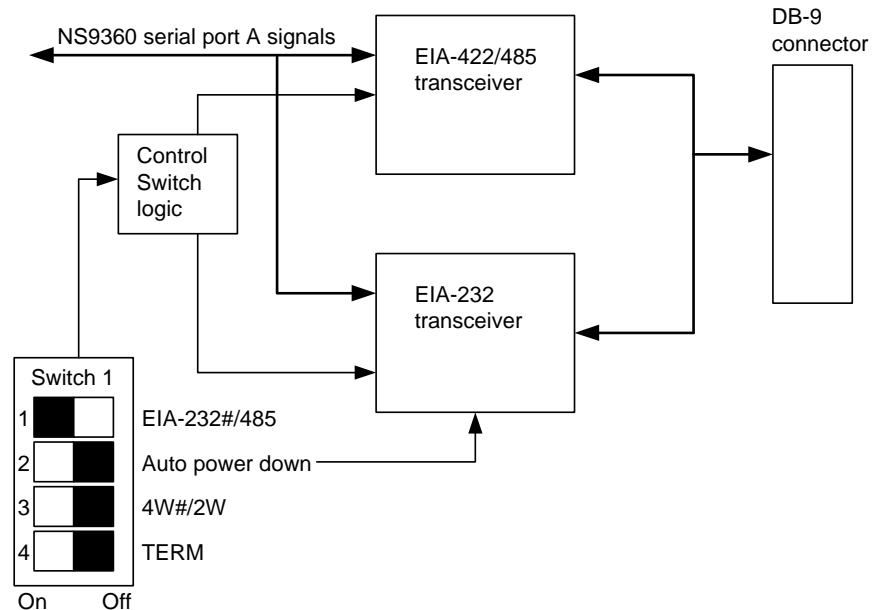 DB-9
connector
NS9360 serial port A signals
EIA-422/485
transceiver
Control
Switch
logic
EIA-232
transceiver
Switch 1
1 EIA-232#/485
2 Auto power down
3 4W#/2W
4 TERM
On Off